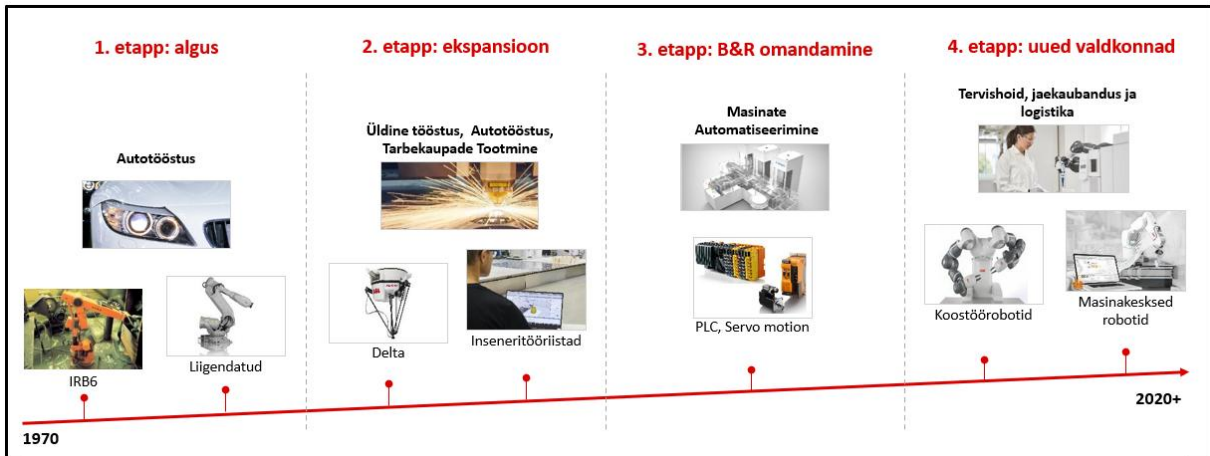 1. etapp: algus
2. etapp: ekspansioon
3. etapp: B&R omandamine
4. etapp: uued valdkonnad
Autotööstus
Üldine tööstus, Autotööstus,
Tarbekaupade Tootmine
Masinate
Automatiseerimine
Tervishoid, jaekaubandus ja
logistika
IRB6
Liigendatud
Delta
Inseneritööriistad
PLC, Servo motion
Koostöörobotid
Masinakesksed
robotid
1970
2020+